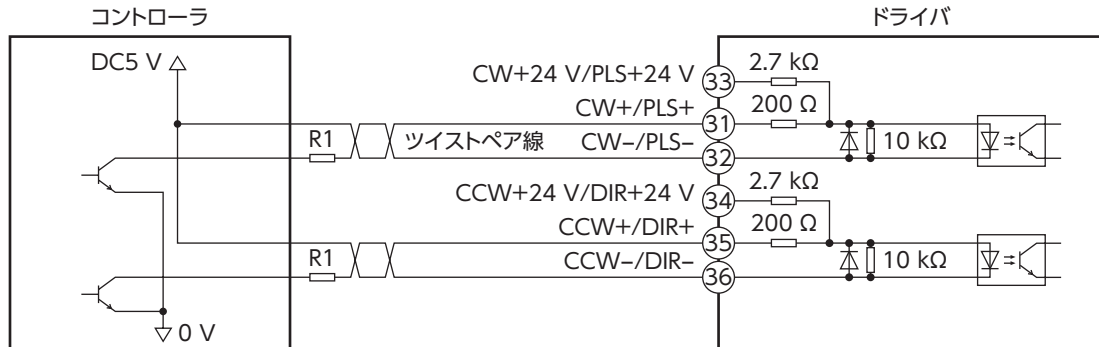 コントローラ
ドライバ
DC5 V
CW+24 V/PLS+24 V
33
2.7 kΩ
CW+/PLS+
31
200 Ω
R1
ツイストペア線
CW–/PLS–
32
10 kΩ
CCW+24 V/DIR+24 V
34
2.7 kΩ
CCW+/DIR+
35
200 Ω
R1
CCW–/DIR–
36
10 kΩ
0 V